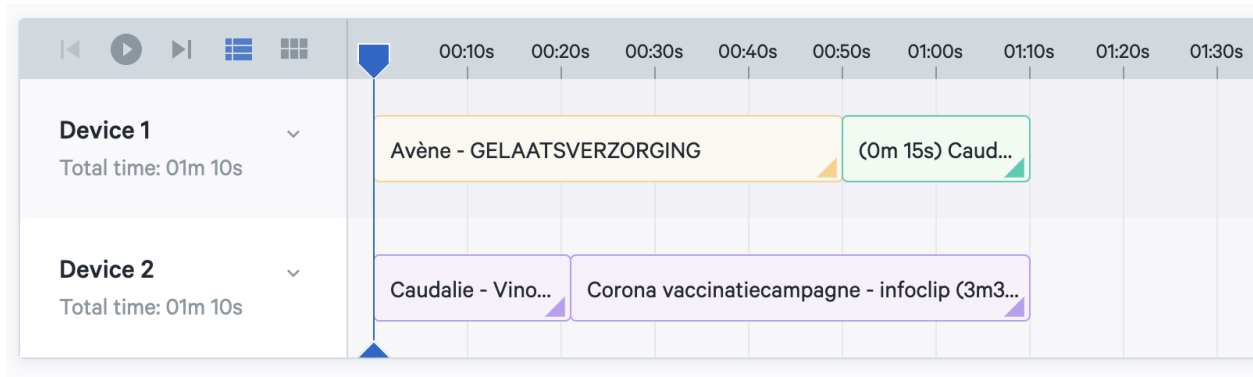 00:10s 00:20s 00:30s 00:40s 00:50s 01:00s 01:10s 01:20s 01:30s
Device 1
Total time: 01m 10s
Avène - GELAATSVERZORGING
(0m 15s) Caud...
Device 2
Total time: 01m 10s
Caudalie - Vino...
Corona vaccinatiecampagne - infoclip (3m3...